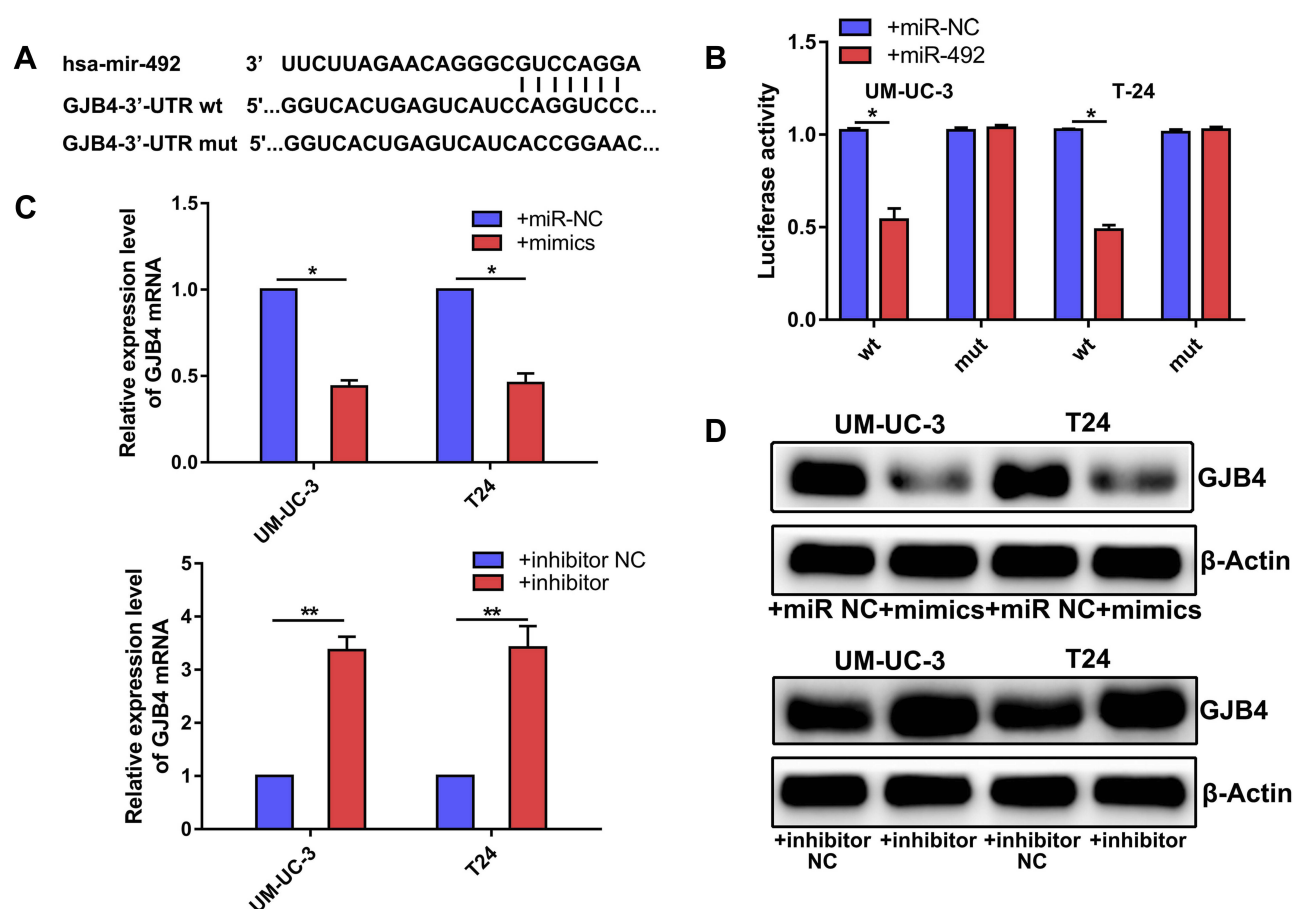 A
hsa-mir-492 3’ UUCUUAGAACAGGGCGUCCAGGA
GJB4-3’-UTR wt 5'...GGUCACUGAGUCAUCCAGGUCCC...
GJB4-3’-UTR mut 5'...GGUCACUGAGUCAUCACCGGAAC...
B
+miR-NC
+miR-492
UM-UC-3 T-24
* *
Luciferase activity
1.5
1.0
0.5
0.0
wt mut wt mut
C
+miR-NC
+mimics
* *
Relative expression level
of GJB4 mRNA
1.5
1.0
0.5
0.0
UM-UC-3 T24
+inhibitor NC
+inhibitor
** **
Relative expression level
of GJB4 mRNA
5
4
3
2
1
0
UM-UC-3 T24
D
UM-UC-3 T24
GJB4
β-Actin
+miR NC +mimics +miR NC +mimics
UM-UC-3 T24
GJB4
β-Actin
+inhibitor NC +inhibitor +inhibitor NC +inhibitor